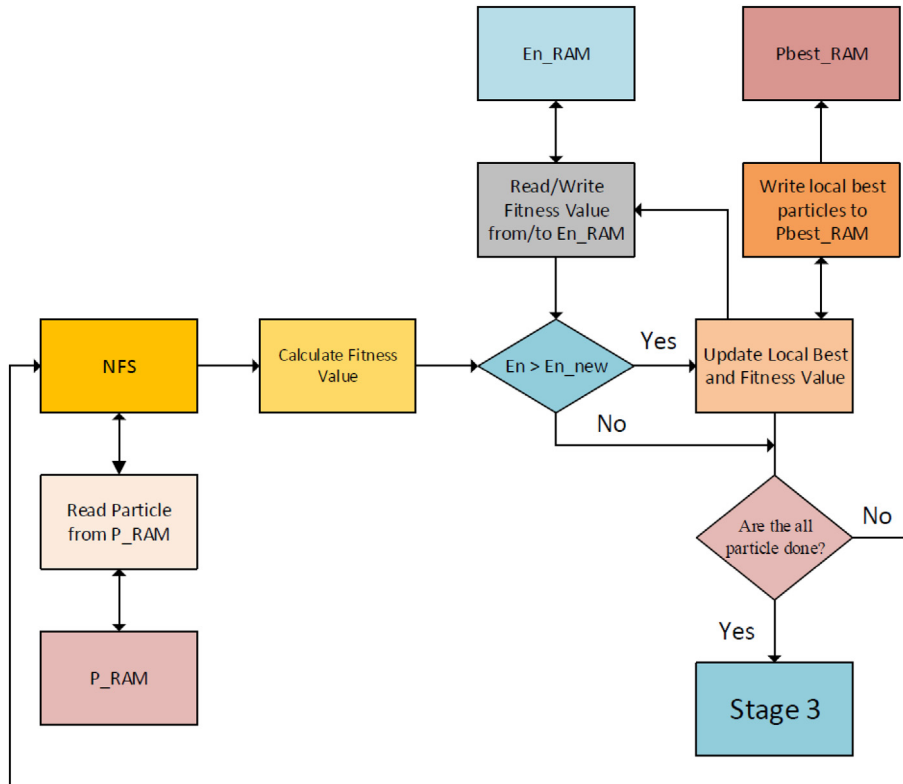 En_RAM
Pbest_RAM
Read/Write
Fitness Value
from/to En_RAM
Write local best
particles to
Pbest_RAM
NFS
Calculate Fitness
Value
En > En_new
Yes
Update Local Best
and Fitness Value
No
Read Particle
from P_RAM
Are the all
particle done?
No
P_RAM
Yes
Stage 3